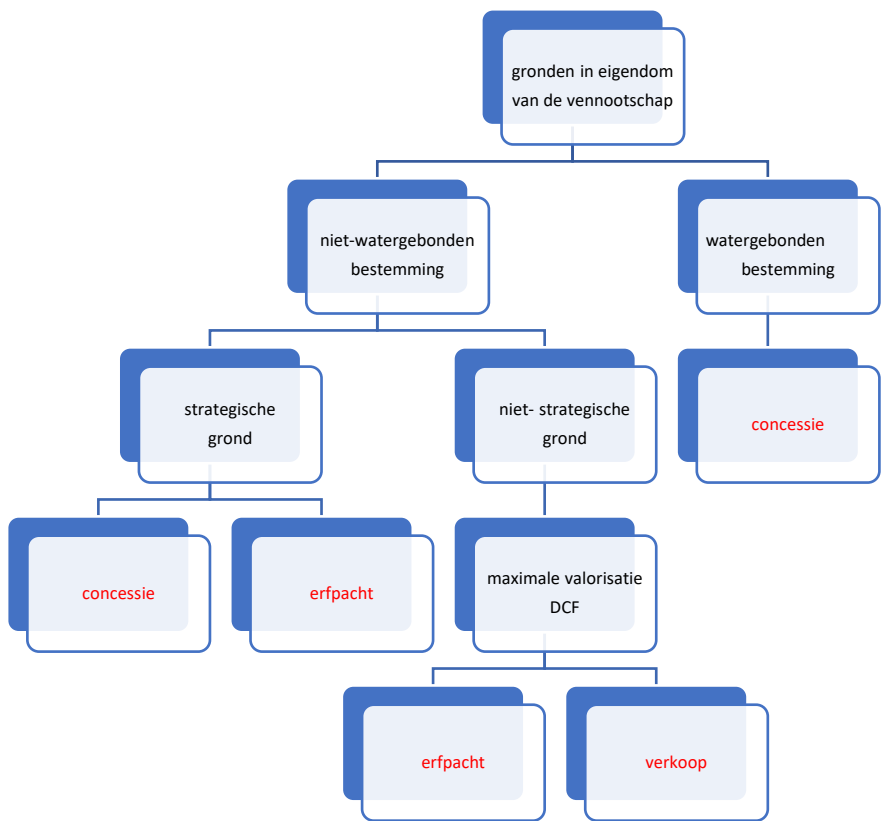 gronden in eigendom
van de vennootschap
niet-watergebonden
bestemming
watergebonden
bestemming
strategische
grond
niet- strategische
grond
concessie
concessie
erfpacht
maximale valorisatie
DCF
erfpacht
verkoop